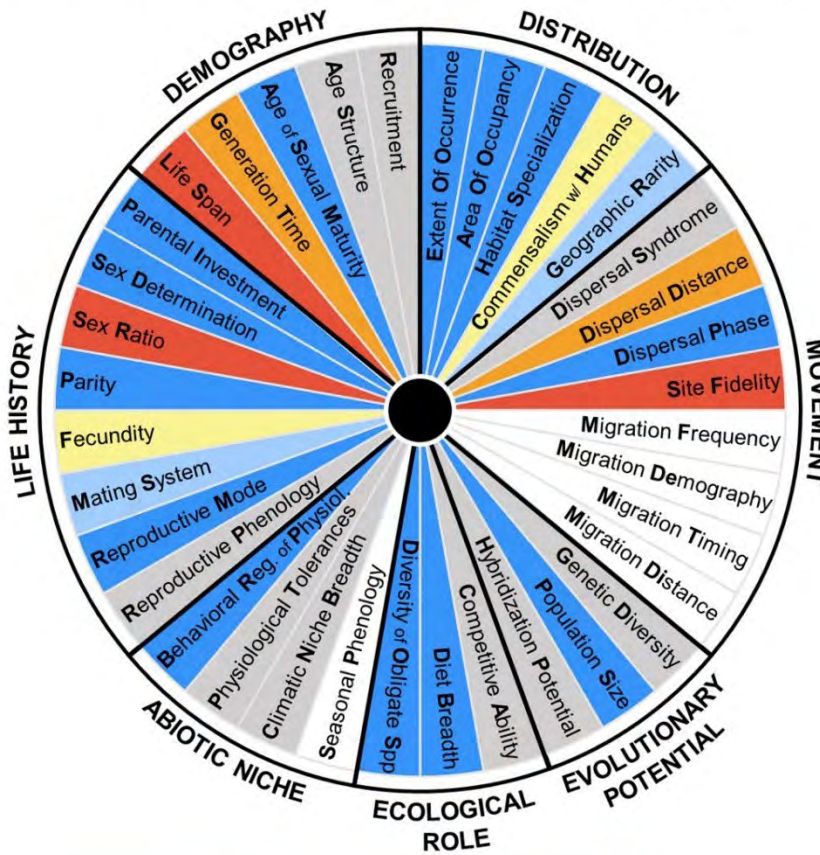 DEMOGRAPHY
DISTRIBUTION
MOVEMENT
EVOLUTIONARY
POTENTIAL
ECOLOGICAL
ROLE
ABIOTIC NICHE
LIFE HISTORY
Extent Of Occurrence
Area Of Occupancy
Habitat Specialization
Commensalism w/ Humans
Geographic Rarity
Dispersal Syndrome
Dispersal Distance
Dispersal Phase
Site Fidelity
Migration Frequency
Migration Demography
Migration Timing
Migration Distance
Genetic Diversity
Population Size
Hybridization Potential
Competitive Ability
Diet Breadth
Diversity of Obligate Spp
Seasonal Phenology
Climatic Niche Breadth
Physiological Tolerances
Behavioral Reg. of Physiol.
Reproductive Phenology
Reproductive Mode
Mating System
Fecundity
Parity
Sex Ratio
Sex Determination
Parental Investment
Life Span
Generation Time
Age of Sexual Maturity
Age Structure
Recruitment